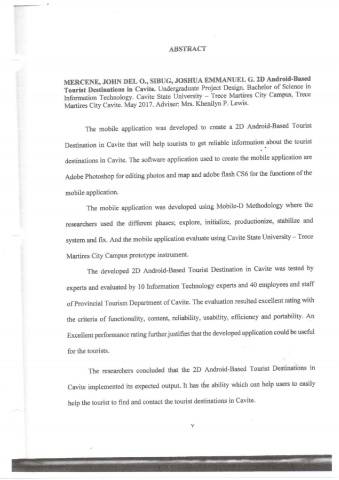 ABSTRACT
MERCENE, JOHN DEL O., SIBUG, JOSHUA EMMANUEL G. 2D Android-Based
Tourist Destinations in Cavite. Undergraduate Project Design. Bachelor of Science in
Information Technology. Cavite State University – Trece Martires City Campus, Trece
Martires City Cavite. May 2017. Adviser: Mrs. Khenilyn P. Lewis.
The mobile application was developed to create a 2D Android-Based Tourist
Destination in Cavite that will help tourists to get reliable information about the tourist
destinations in Cavite. The software application used to create the mobile application are
Adobe Photoshop for editing photos and map and adobe flash CS6 for the functions of the
mobile application.
The mobile application was developed using Mobile-D Methodology where the
researchers used the different phases; explore, initialize, productionize, stabilize and
system and fix. And the mobile application evaluate using Cavite State University – Trece
Martires City Campus prototype instrument.
The developed 2D Android-Based Tourist Destination in Cavite was tested by
experts and evaluated by 10 Information Technology experts and 40 employees and staff
of Provincial Tourism Department of Cavite. The evaluation resulted excellent rating with
the criteria of functionality, content, reliability, usability, efficiency and portability. An
Excellent performance rating further justifies that the developed application could be useful
for the tourists.
The researchers concluded that the 2D Android-Based Tourist Destinations in
Cavite implemented its expected output. It has the ability which can help users to easily
help the tourist to find and contact the tourist destinations in Cavite.
v